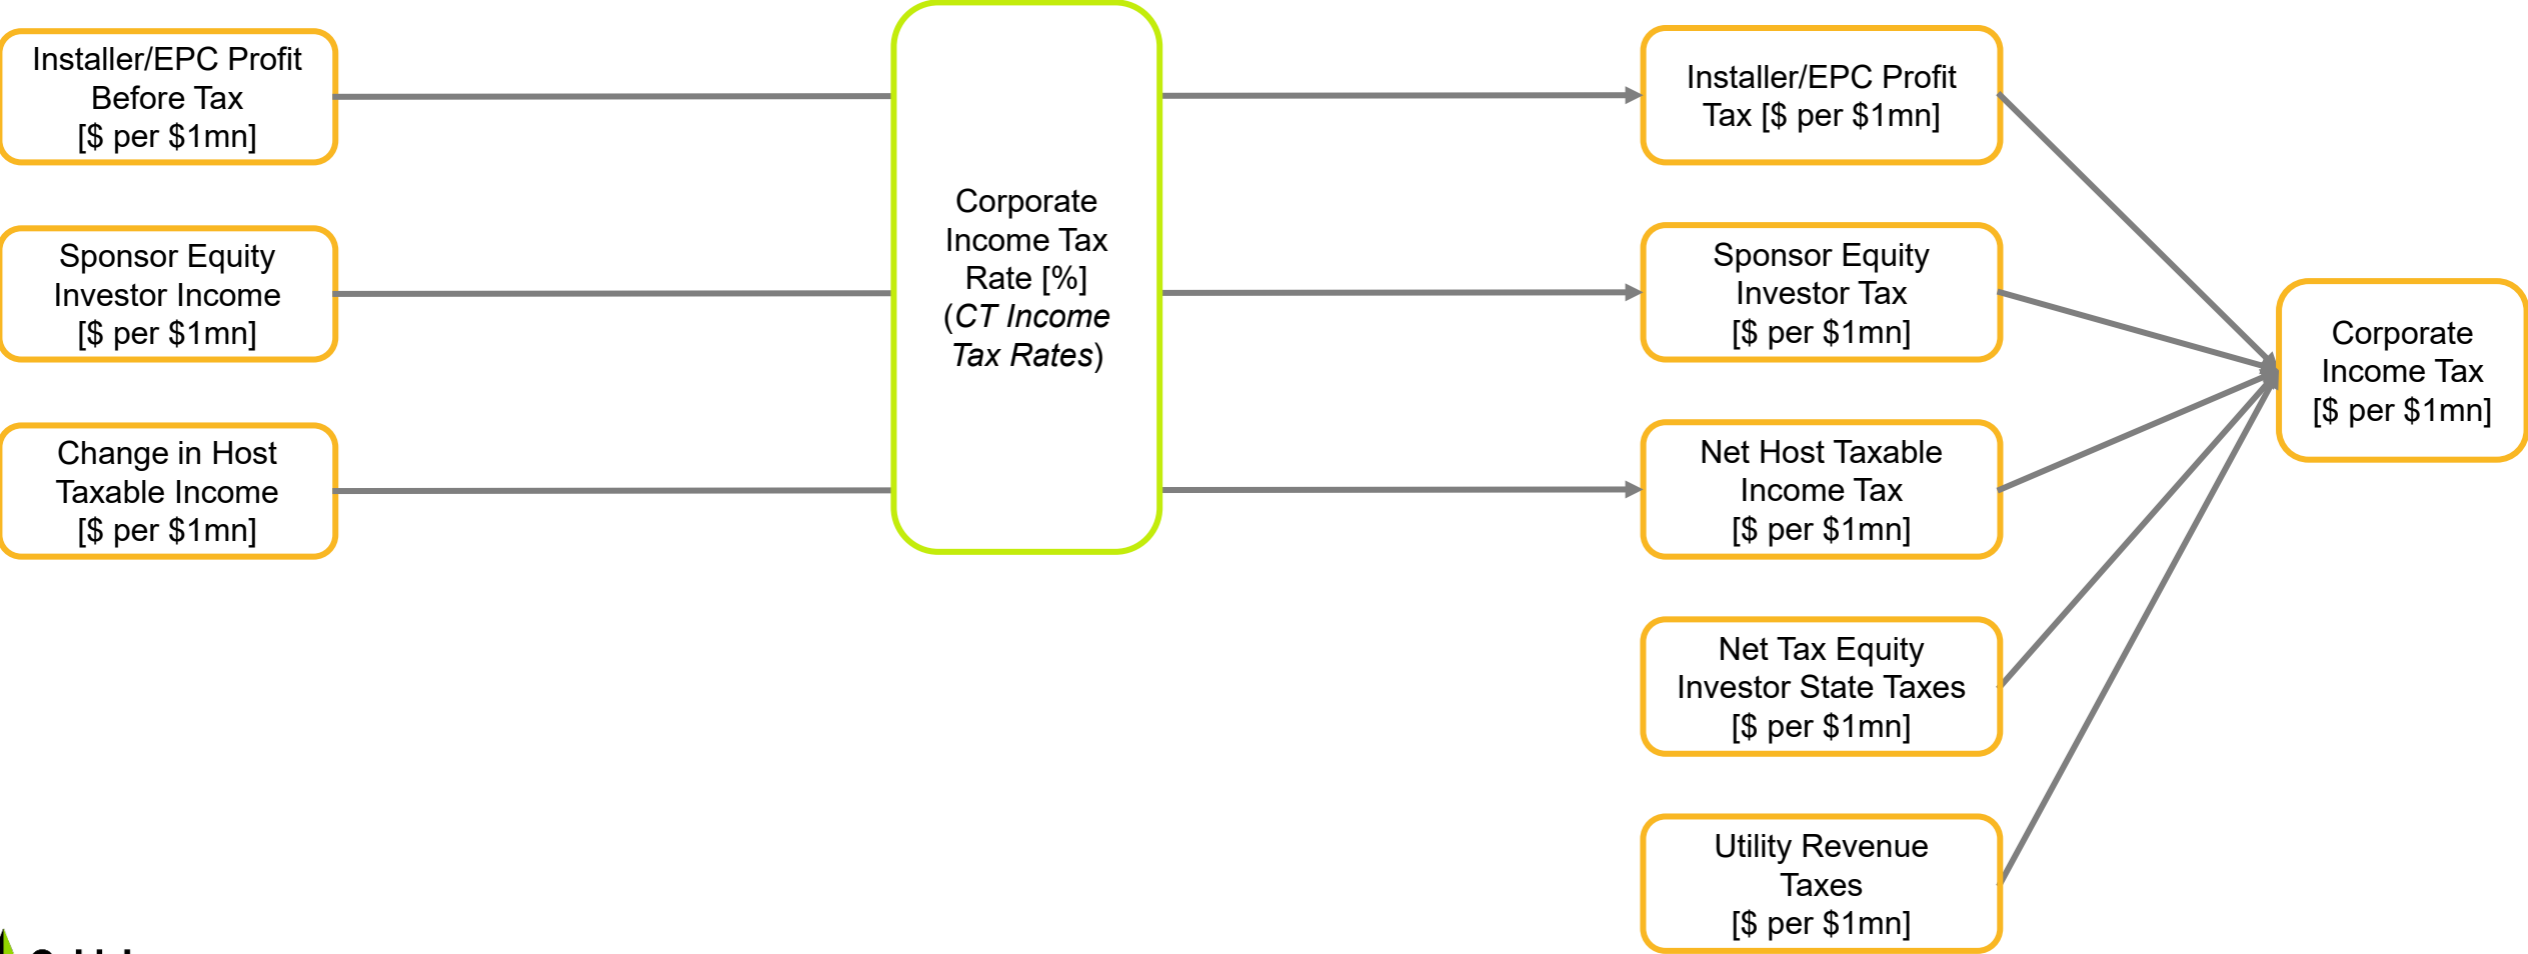 Installer/EPC Profit
Before Tax
[$ per $1mn]
Sponsor Equity
Investor Income
[$ per $1mn]
Change in Host
Taxable Income
[$ per $1mn]
Corporate
Income Tax
Rate [%]
(CT Income
Tax Rates)
Installer/EPC Profit
Tax [$ per $1mn]
Sponsor Equity
Investor Tax
[$ per $1mn]
Net Host Taxable
Income Tax
[$ per $1mn]
Net Tax Equity
Investor State Taxes
[$ per $1mn]
Utility Revenue
Taxes
[$ per $1mn]
Corporate
Income Tax
[$ per $1mn]